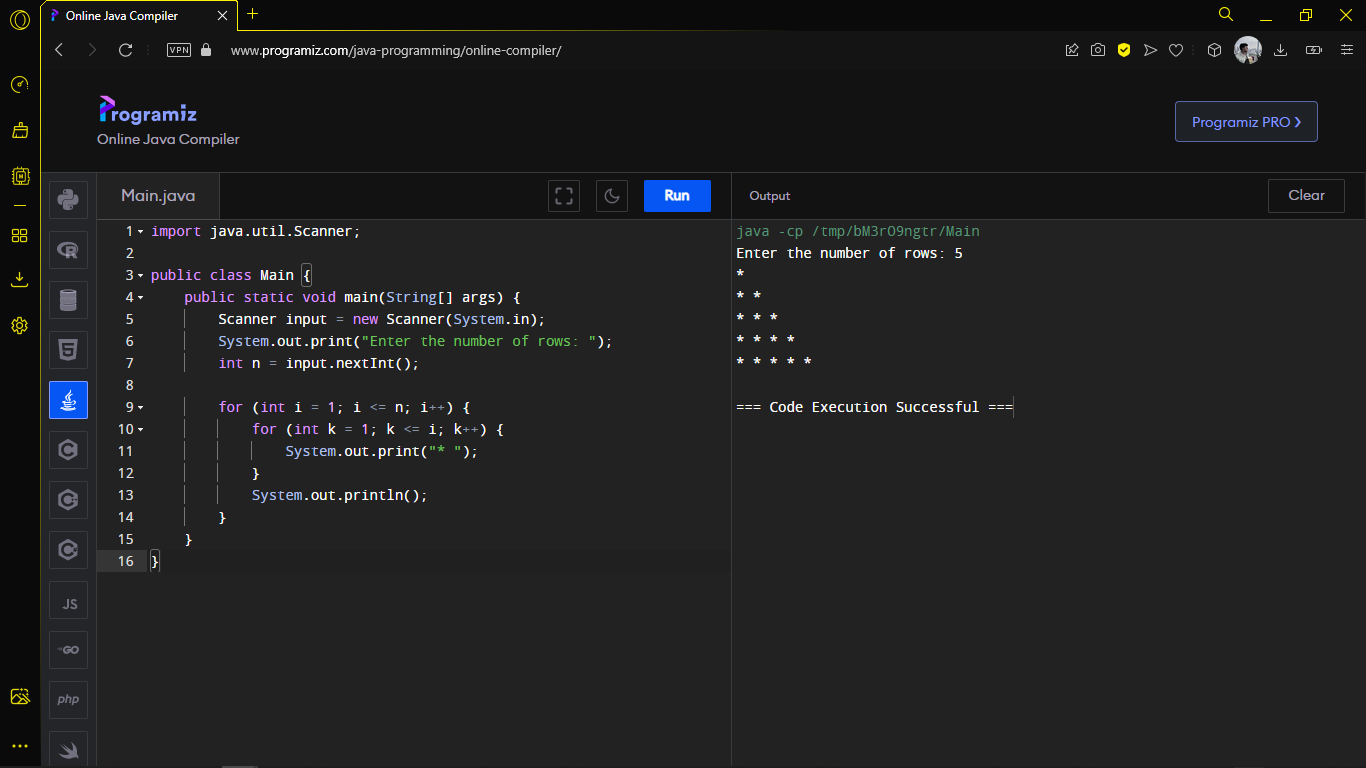 Online Java Compiler
VPN
www.programiz.com/java-programming/online-compiler/
Programiz
Online Java Compiler
Programiz PRO ❯
Main.java
Run
Output
Clear
1 import java.util.Scanner;
2
3 public class Main {
4     public static void main(String[] args) {
5         Scanner input = new Scanner(System.in);
6         System.out.print("Enter the number of rows: ");
7         int n = input.nextInt();
8
9         for (int i = 1; i <= n; i++) {
10             for (int k = 1; k <= i; k++) {
11                 System.out.print("* ");
12             }
13             System.out.println();
14         }
15     }
16 }
java -cp /tmp/bM3rO9ngtr/Main
Enter the number of rows: 5
*
* *
* * *
* * * *
* * * * *
=== Code Execution Successful ===
JS
GO
php